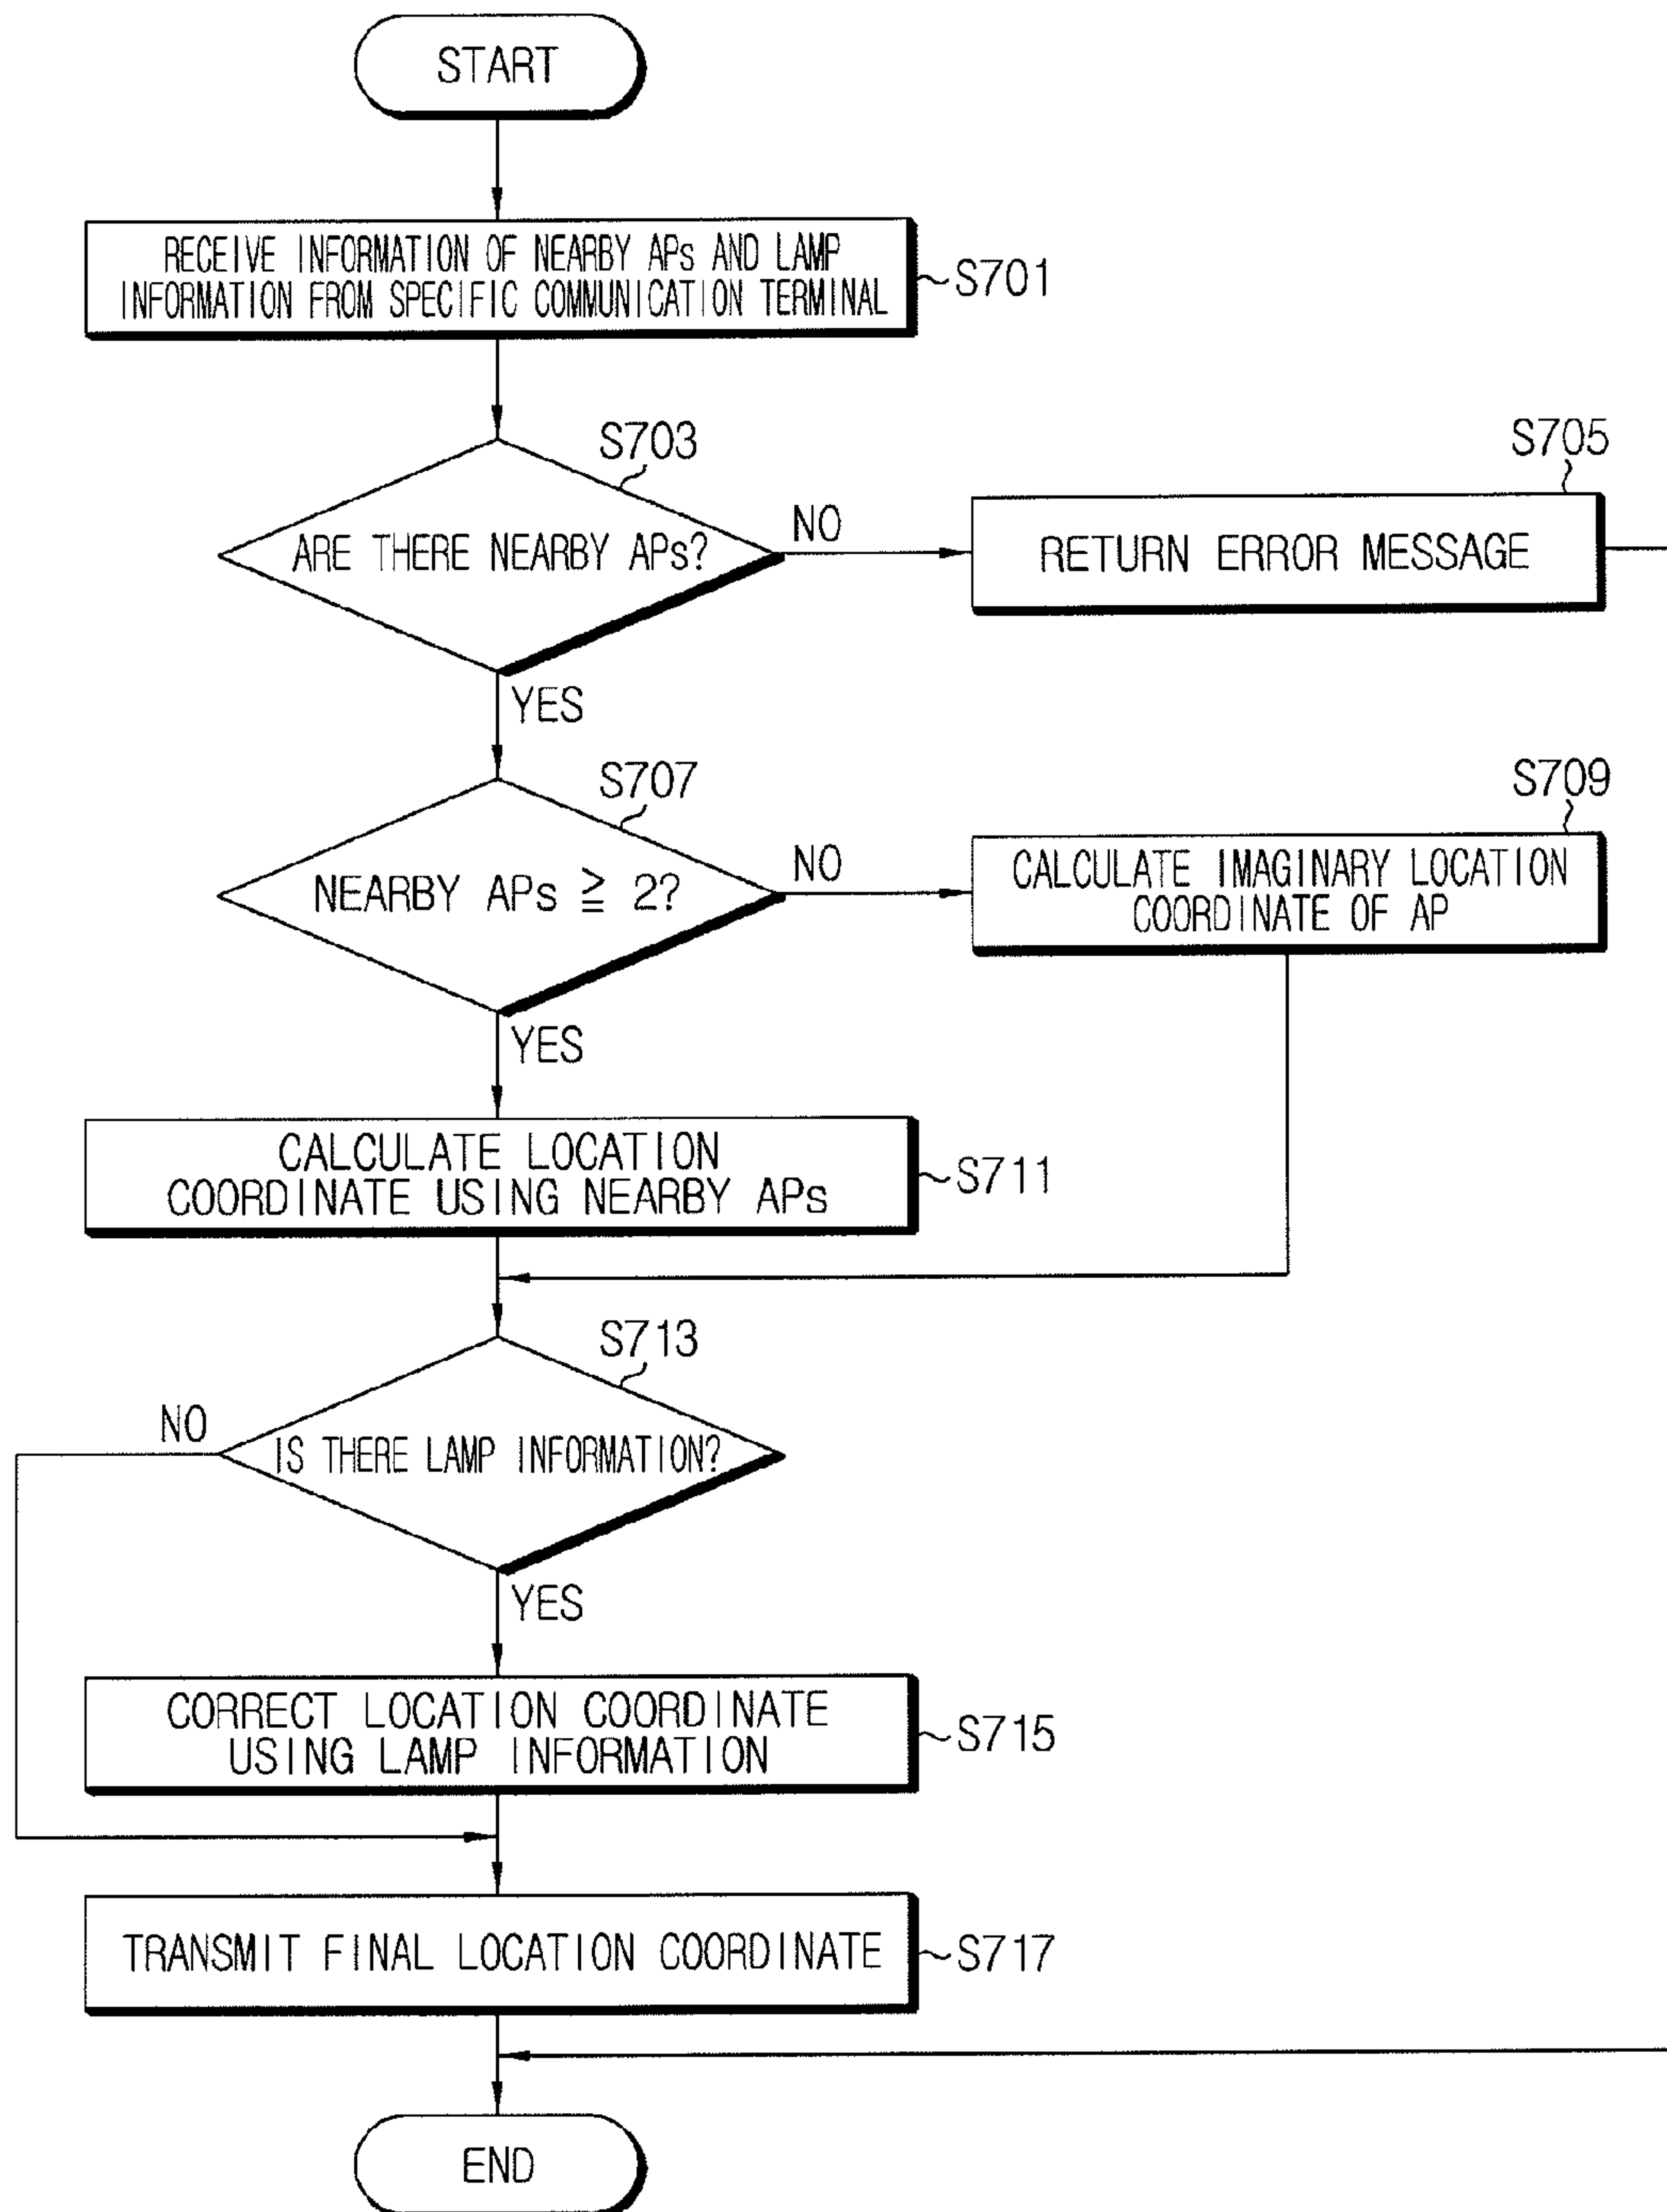 START
RECEIVE INFORMATION OF NEARBY APs AND LAMP
INFORMATION FROM SPECIFIC COMMUNICATION TERMINAL
S701
S703
ARE THERE NEARBY APs?
NO
YES
S705
RETURN ERROR MESSAGE
S707
NEARBY APs ≧ 2?
NO
YES
S709
CALCULATE IMAGINARY LOCATION
COORDINATE OF AP
CALCULATE LOCATION
COORDINATE USING NEARBY APs
S711
S713
NO
IS THERE LAMP INFORMATION?
YES
CORRECT LOCATION COORDINATE
USING LAMP INFORMATION
S715
TRANSMIT FINAL LOCATION COORDINATE
S717
END